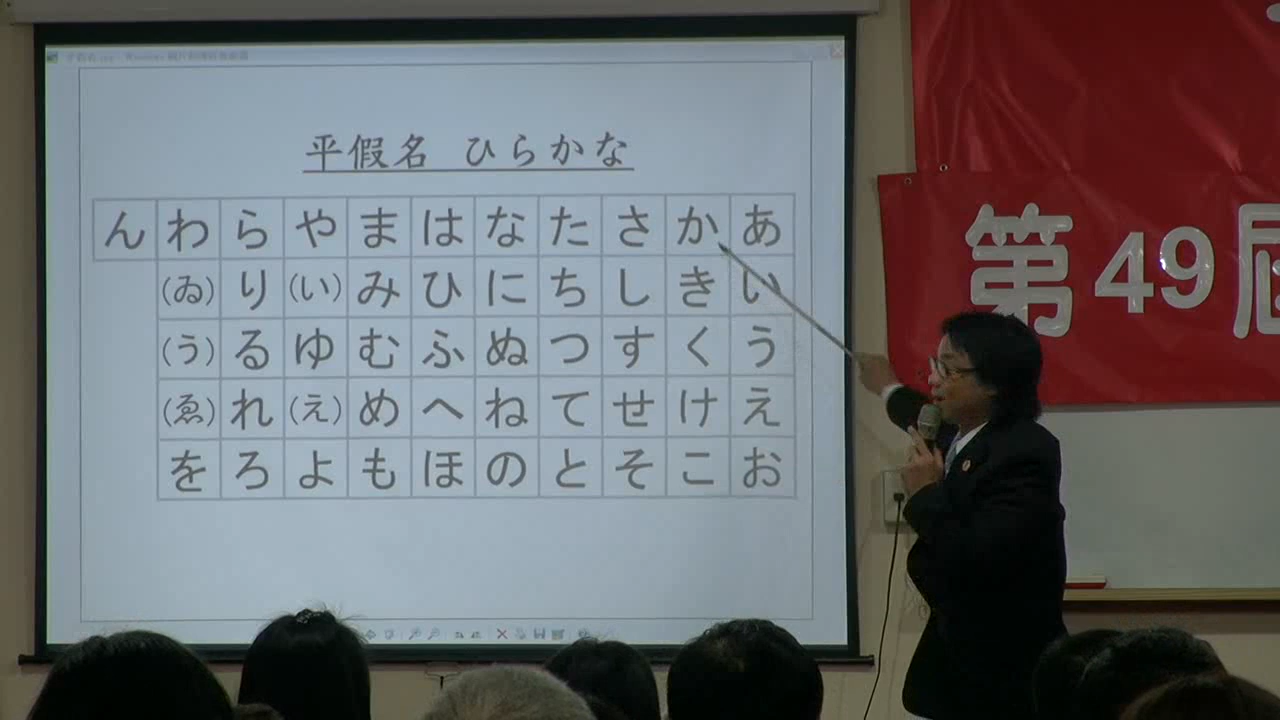 平假名 ひらかな
ん わ ら や ま は な た さ か あ
(ゐ) り (い) み ひ に ち し き い
(う) る ゆ む ふ ぬ つ す く う
(ゑ) れ (え) め へ ね て せ け え
を ろ よ も ほ の と そ こ お
第49屆